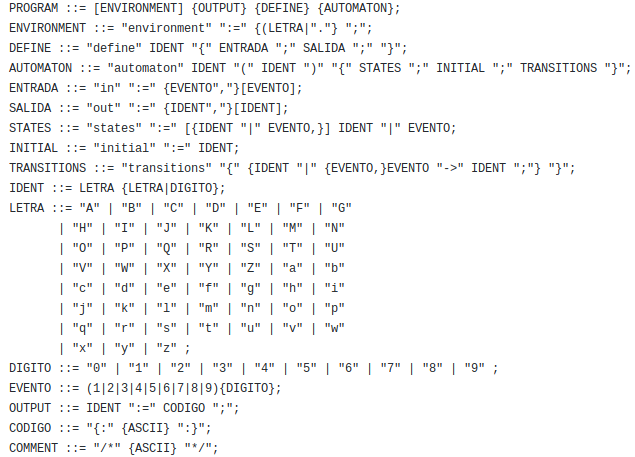 PROGRAM ::= [ENVIRONMENT] {OUTPUT} {DEFINE} {AUTOMATON};
ENVIRONMENT ::= "environment" ":=" {(LETRA|"."} ";";
DEFINE ::= "define" IDENT "{" ENTRADA ";" SALIDA ";" "}";
AUTOMATON ::= "automaton" IDENT "(" IDENT ")" "{" STATES ";" INITIAL ";" TRANSITIONS "}";
ENTRADA ::= "in" ":=" {EVENTO","}[EVENTO];
SALIDA ::= "out" ":=" {IDENT","}[IDENT];
STATES ::= "states" ":=" [{IDENT "|" EVENTO,}] IDENT "|" EVENTO;
INITIAL ::= "initial" ":=" IDENT;
TRANSITIONS ::= "transitions" "{" {IDENT "|" {EVENTO,}EVENTO "->" IDENT ";"} "}";
IDENT ::= LETRA {LETRA|DIGITO};
LETRA ::= "A" | "B" | "C" | "D" | "E" | "F" | "G"
| "H" | "I" | "J" | "K" | "L" | "M" | "N"
| "O" | "P" | "Q" | "R" | "S" | "T" | "U"
| "V" | "W" | "X" | "Y" | "Z" | "a" | "b"
| "c" | "d" | "e" | "f" | "g" | "h" | "i"
| "j" | "k" | "l" | "m" | "n" | "o" | "p"
| "q" | "r" | "s" | "t" | "u" | "v" | "w"
| "x" | "y" | "z" ;
DIGITO ::= "0" | "1" | "2" | "3" | "4" | "5" | "6" | "7" | "8" | "9" ;
EVENTO ::= (1|2|3|4|5|6|7|8|9){DIGITO};
OUTPUT ::= IDENT ":=" CODIGO ";";
CODIGO ::= "{:" {ASCII} ":}";
COMMENT ::= "/*" {ASCII} "*/";